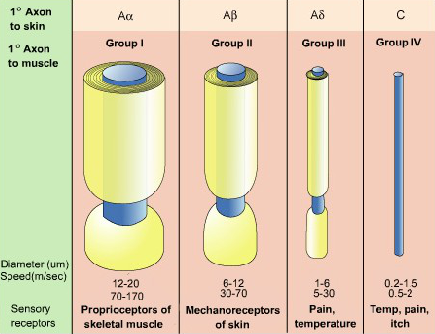 1° Axon to skin
Aα
Aβ
Aδ
C
1° Axon to muscle
Group I
Group II
Group III
Group IV
Diameter (um)
12-20
6-12
1-6
0.2-1.5
Speed(m/sec)
70-170
30-70
5-30
0.5-2
Sensory receptors
Propricceptors of skeletal muscle
Mechanoreceptors of skin
Pain, temperature
Temp, pain, itch